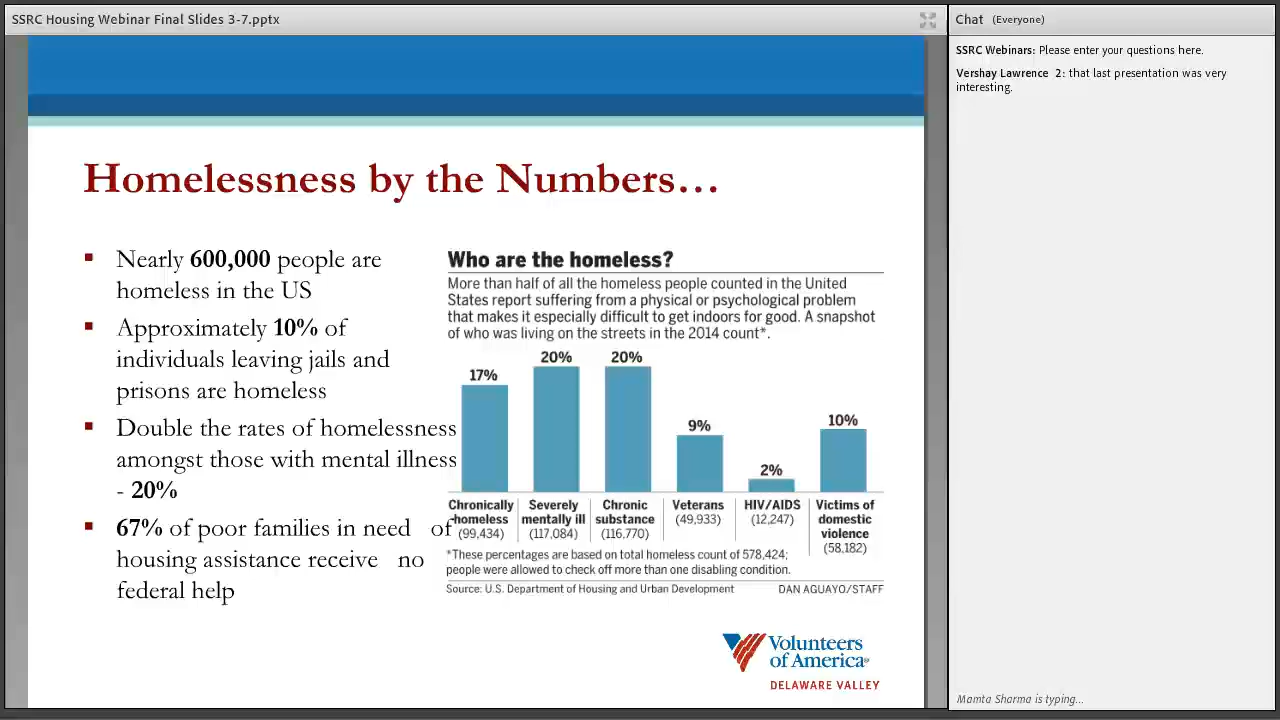 SSRC Housing Webinar Final Slides 3-7.pptx
Homelessness by the Numbers…
▪ Nearly 600,000 people are
homeless in the US
▪ Approximately 10% of
individuals leaving jails and
prisons are homeless
▪ Double the rates of homelessness
amongst those with mental illness
- 20%
▪ 67% of poor families in need of
housing assistance receive no
federal help
Who are the homeless?
More than half of all the homeless people counted in the United
States report suffering from a physical or psychological problem
that makes it especially difficult to get indoors for good. A snapshot
of who was living on the streets in the 2014 count*.
17%
20%
20%
9%
2%
10%
Chronically
homeless
(99,434)
Severely
mentally ill
(117,084)
Chronic
substance
(116,770)
Veterans
(49,933)
HIV/AIDS
(12,247)
Victims of
domestic
violence
(58,182)
*These percentages are based on total homeless count of 578,424;
people were allowed to check off more than one disabling condition.
Source: U.S. Department of Housing and Urban Development DAN AGUAYO/STAFF
Volunteers
of America®
DELAWARE VALLEY
Chat (Everyone)
SSRC Webinars: Please enter your questions here.
Vershay Lawrence 2: that last presentation was very
interesting.
Mamta Sharma is typing...